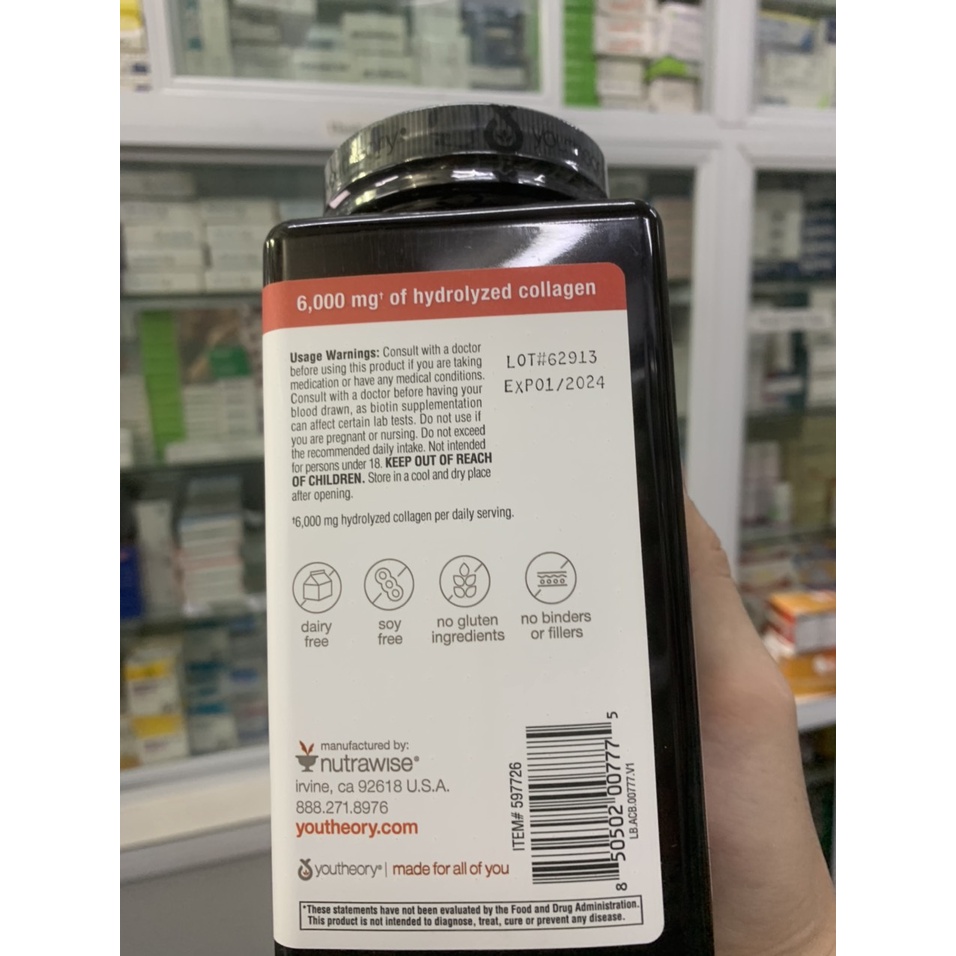 6,000 mg† of hydrolyzed collagen
Usage Warnings: Consult with a doctor
before using this product if you are taking
medication or have any medical conditions.
Consult with a doctor before having your
blood drawn, as biotin supplementation
can affect certain lab tests. Do not use if
you are pregnant or nursing. Do not exceed
the recommended daily intake. Not intended
for persons under 18. KEEP OUT OF REACH
OF CHILDREN. Store in a cool and dry place
after opening.
LOT#62913
EXP01/2024
†6,000 mg hydrolyzed collagen per daily serving.
dairy
free
soy
free
no gluten
ingredients
no binders
or fillers
manufactured by:
nutrawise®
irvine, ca 92618 U.S.A.
888.271.8976
youtheory.com
youtheory® | made for all of you
ITEM# 597726
8 50502 00777 5
LB.ACB.00777.V1
*These statements have not been evaluated by the Food and Drug Administration.
This product is not intended to diagnose, treat, cure or prevent any disease.